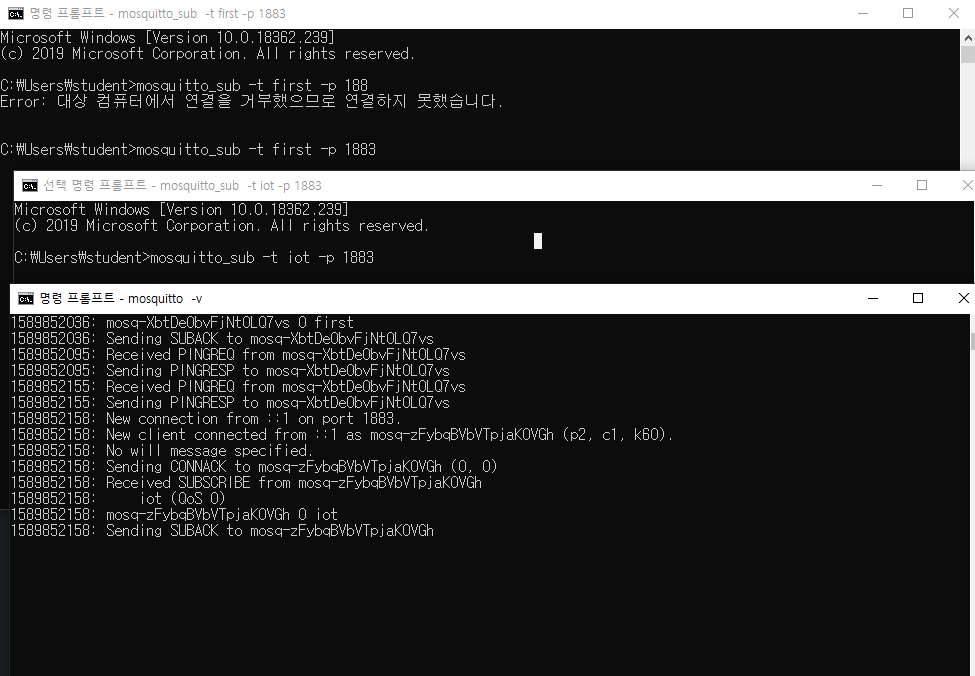 명령 프롬프트 - mosquitto_sub -t first -p 1883
Microsoft Windows [Version 10.0.18362.239]
(c) 2019 Microsoft Corporation. All rights reserved.
C:₩Users₩student>mosquitto_sub -t first -p 188
Error: 대상 컴퓨터에서 연결을 거부했으므로 연결하지 못했습니다.
C:₩Users₩student>mosquitto_sub -t first -p 1883
선택 명령 프롬프트 - mosquitto_sub -t iot -p 1883
Microsoft Windows [Version 10.0.18362.239]
(c) 2019 Microsoft Corporation. All rights reserved.
C:₩Users₩student>mosquitto_sub -t iot -p 1883
명령 프롬프트 - mosquitto -v
1589852036: mosq-XbtDeObvFjNtOLQ7vs 0 first
1589852036: Sending SUBACK to mosq-XbtDeObvFjNtOLQ7vs
1589852095: Received PINGREQ from mosq-XbtDeObvFjNtOLQ7vs
1589852095: Sending PINGRESP to mosq-XbtDeObvFjNtOLQ7vs
1589852155: Received PINGREQ from mosq-XbtDeObvFjNtOLQ7vs
1589852155: Sending PINGRESP to mosq-XbtDeObvFjNtOLQ7vs
1589852158: New connection from ::1 on port 1883.
1589852158: New client connected from ::1 as mosq-zFybqBVbVTpjaKOVGh (p2, c1, k60).
1589852158: No will message specified.
1589852158: Sending CONNACK to mosq-zFybqBVbVTpjaKOVGh (0, 0)
1589852158: Received SUBSCRIBE from mosq-zFybqBVbVTpjaKOVGh
1589852158: iot (QoS 0)
1589852158: mosq-zFybqBVbVTpjaKOVGh 0 iot
1589852158: Sending SUBACK to mosq-zFybqBVbVTpjaKOVGh